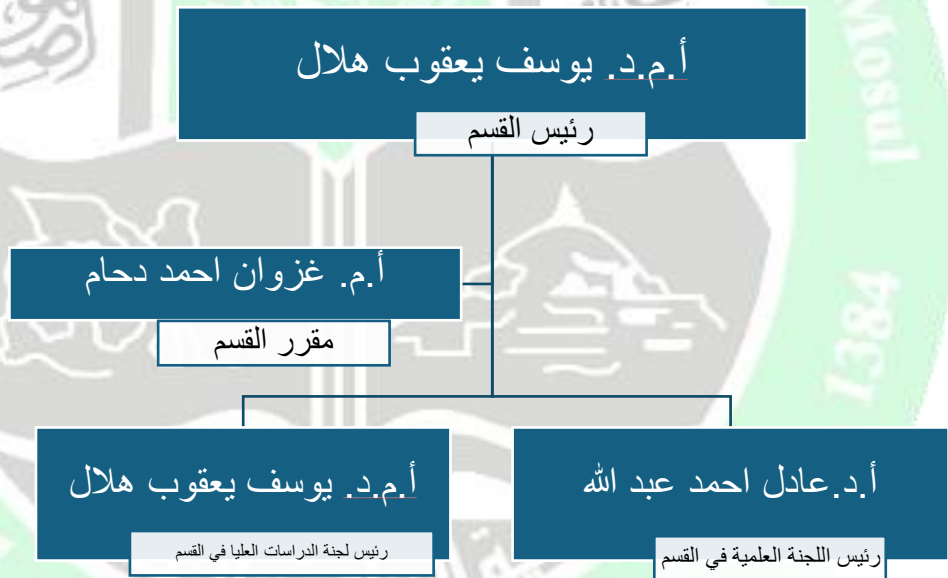 أ.م.د. يوسف يعقوب هلال
رئيس القسم
أ.م. غزوان احمد دحام
مقرر القسم
أ.د.عادل احمد عبد الله
رئيس اللجنة العلمية في القسم
أ.م.د. يوسف يعقوب هلال
رئيس لجنة الدراسات العليا في القسم
1384